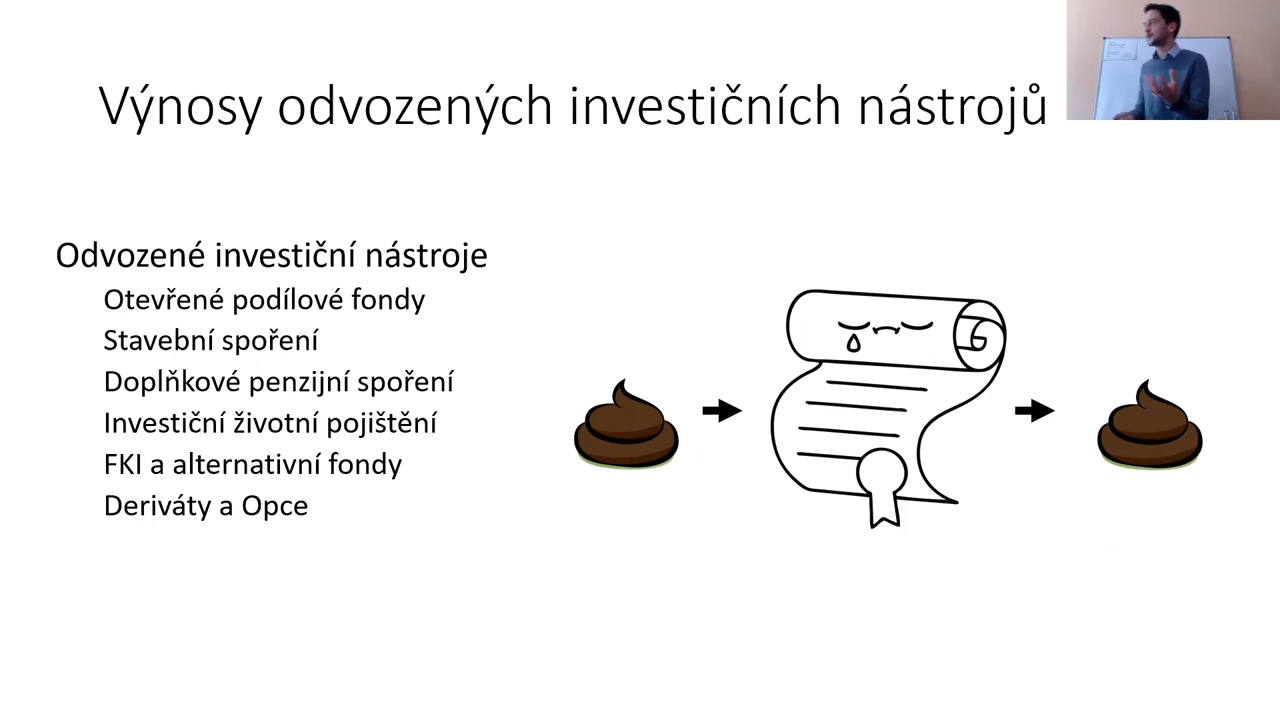 Výnosy odvozených investičních nástrojů
Odvozené investiční nástroje
Otevřené podílové fondy
Stavební spoření
Doplňkové penzijní spoření
Investiční životní pojištění
FKI a alternativní fondy
Deriváty a Opce